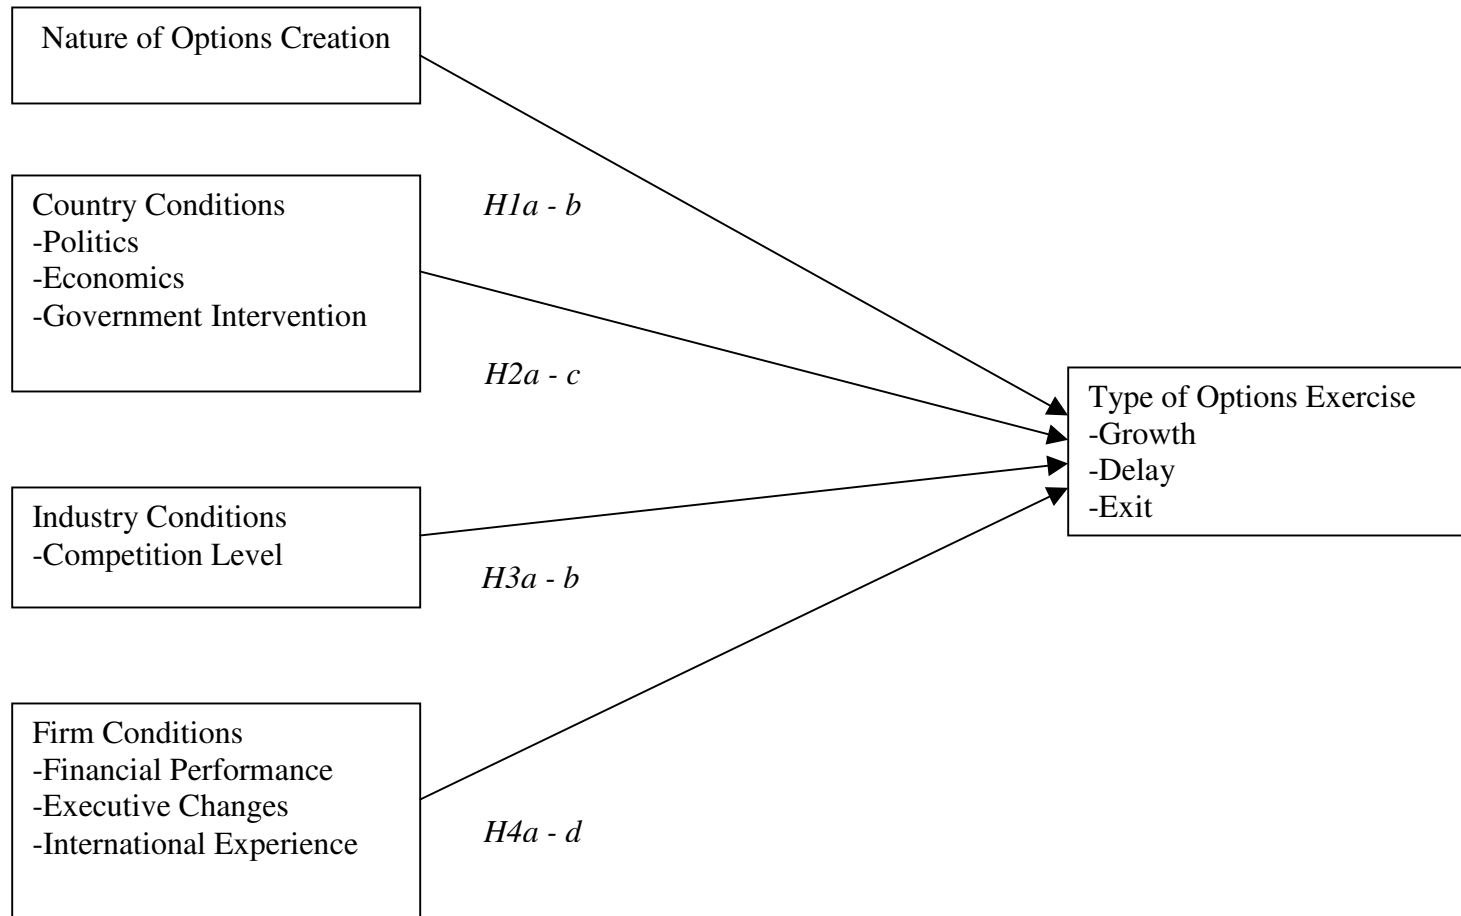 Nature of Options Creation
Country Conditions
-Politics
-Economics
-Government Intervention
H1a - b
H2a - c
Industry Conditions
-Competition Level
H3a - b
Firm Conditions
-Financial Performance
-Executive Changes
-International Experience
H4a - d
Type of Options Exercise
-Growth
-Delay
-Exit